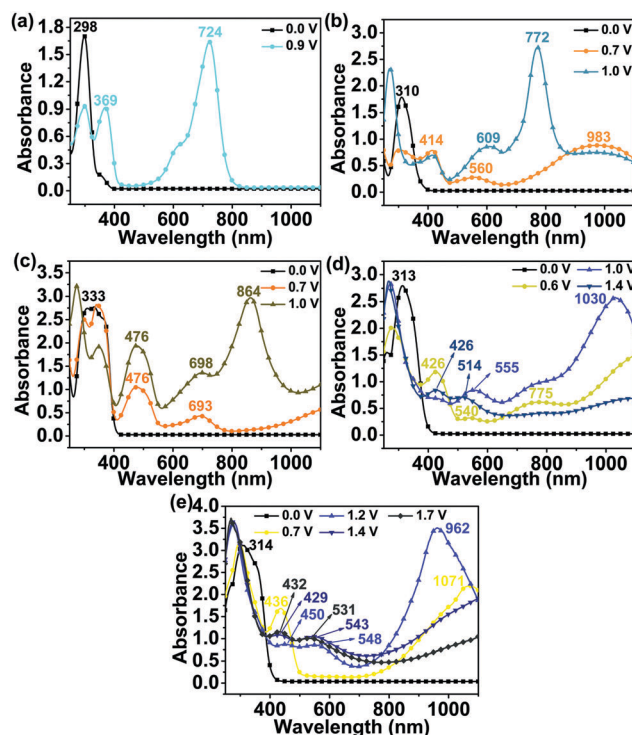 (a)
298
724
0.0 V
0.9 V
369
Absorbance
1.8
1.5
1.2
0.9
0.6
0.3
0.0
400 600 800 1000
Wavelength (nm)
(b)
0.0 V
0.7 V
1.0 V
772
310
414
560
609
983
Absorbance
3.0
2.5
2.0
1.5
1.0
0.5
0.0
400 600 800 1000
Wavelength (nm)
(c)
0.0 V
0.7 V
1.0 V
333
864
476
698
476
693
Absorbance
3.5
3.0
2.5
2.0
1.5
1.0
0.5
0.0
400 600 800 1000
Wavelength (nm)
(d)
0.0 V 1.0 V
0.6 V 1.4 V
313
1030
426
514
555
426
540
775
Absorbance
3.0
2.5
2.0
1.5
1.0
0.5
0.0
400 600 800 1000
Wavelength (nm)
(e)
0.0 V 1.2 V 1.7 V
0.7 V 1.4 V
962
314
1071
436
432
429
450
531
543
548
Absorbance
4.0
3.5
3.0
2.5
2.0
1.5
1.0
0.5
0.0
400 600 800 1000
Wavelength (nm)